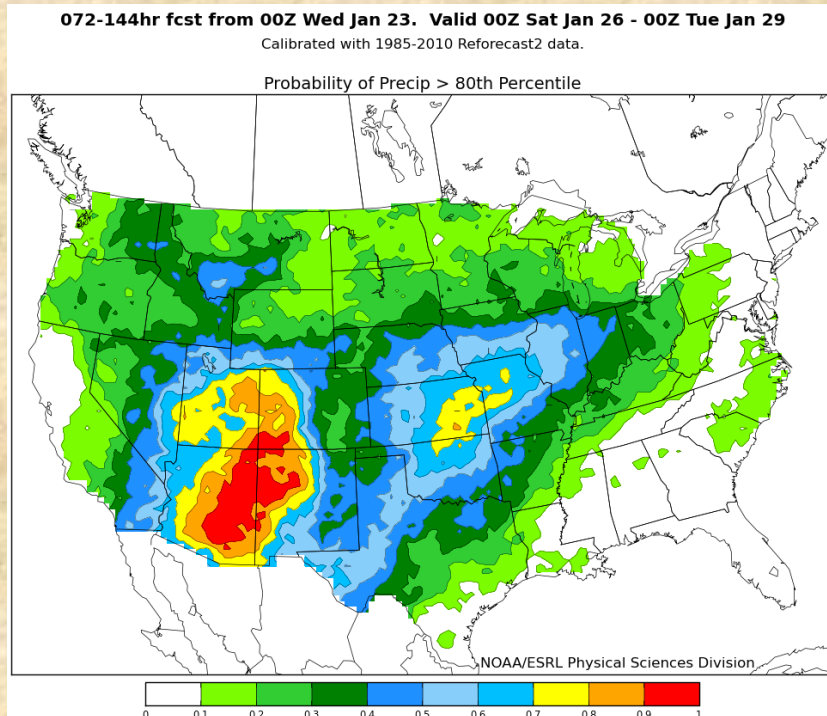 072-144hr fcst from 00Z Wed Jan 23.  Valid 00Z Sat Jan 26 - 00Z Tue Jan 29
Calibrated with 1985-2010 Reforecast2 data.
Probability of Precip > 80th Percentile
NOAA/ESRL Physical Sciences Division
0 0.1 0.2 0.3 0.4 0.5 0.6 0.7 0.8 0.9 1